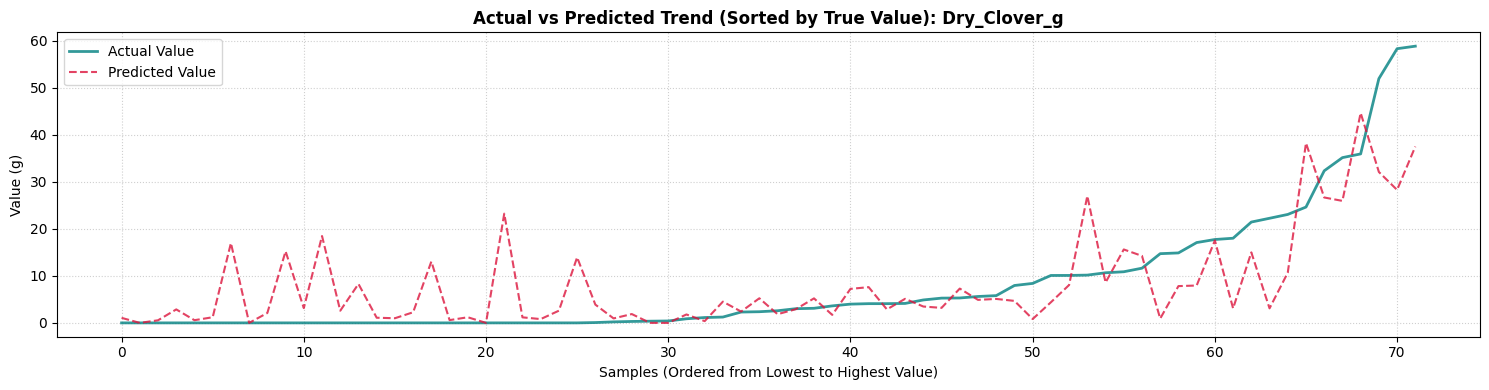 Actual vs Predicted Trend (Sorted by True Value): Dry_Clover_g
Actual Value
Predicted Value
Value (g)
60
50
40
30
20
10
0
0 10 20 30 40 50 60 70
Samples (Ordered from Lowest to Highest Value)